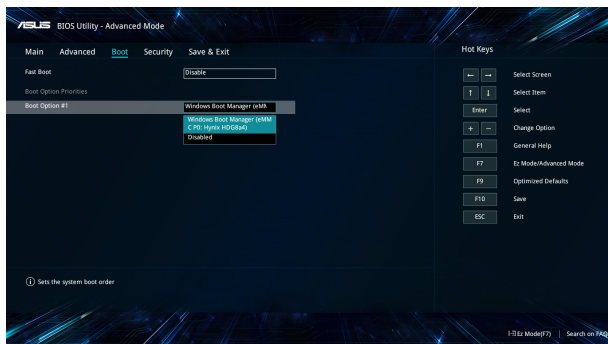 ASUS BIOS Utility - Advanced Mode
Main Advanced Boot Security Save & Exit
Hot Keys
Fast Boot Disable
Boot Option Priorities
Boot Option #1 Windows Boot Manager (eMM
Windows Boot Manager (eMM
C P0: Hynix HDG8a4)
Disabled
← → Select Screen
↑ ↓ Select Item
Enter Select
+ − Change Option
F1 General Help
F7 Ez Mode/Advanced Mode
F9 Optimized Defaults
F10 Save
ESC Exit
Sets the system boot order
Ez Mode(F7) | Search on FAQ